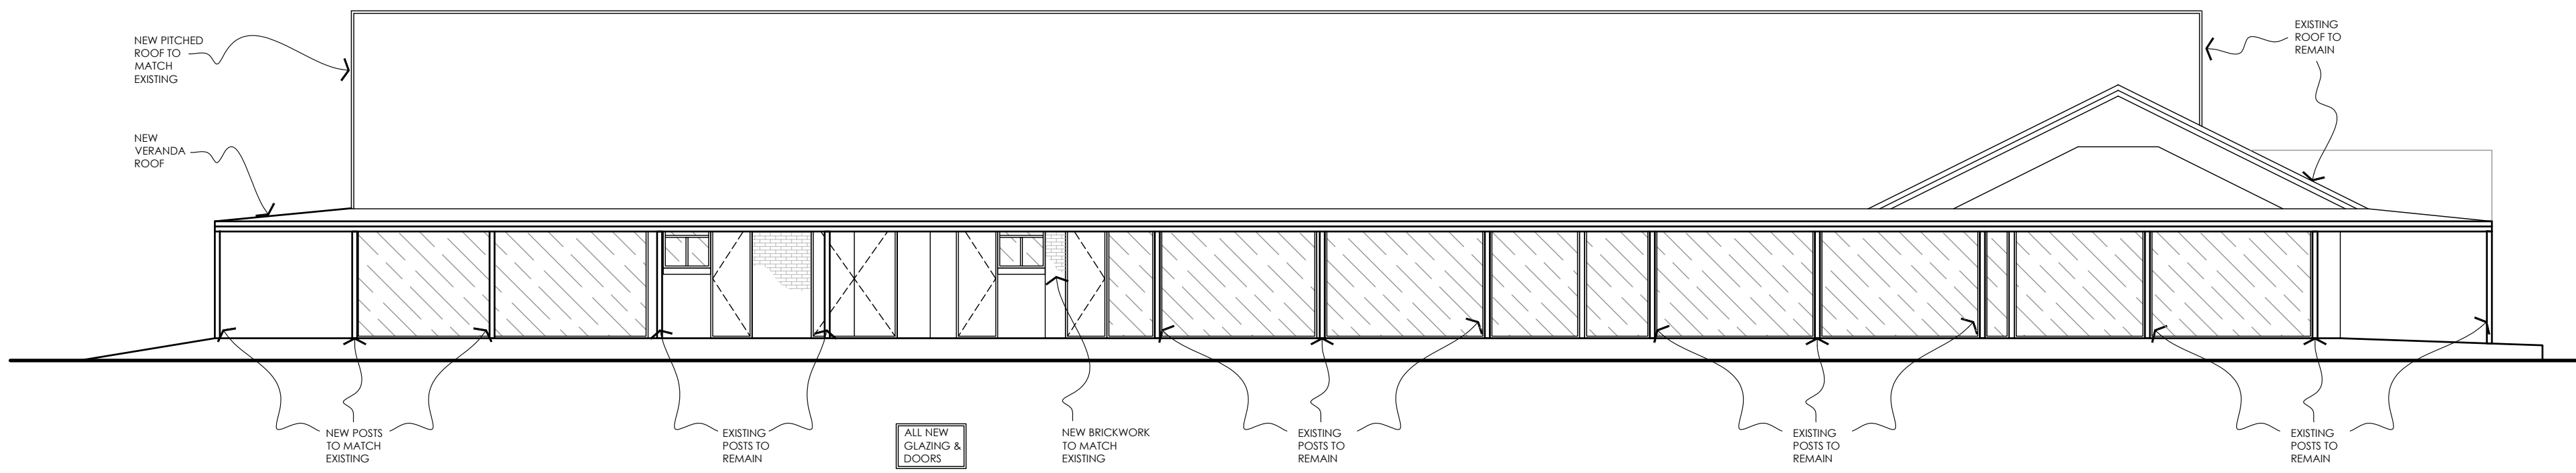 NEW PITCHED
ROOF TO
MATCH
EXISTING
EXISTING
ROOF TO
REMAIN
NEW
VERANDA
ROOF
NEW POSTS
TO MATCH
EXISTING
EXISTING
POSTS TO
REMAIN
ALL NEW
GLAZING &
DOORS
NEW BRICKWORK
TO MATCH
EXISTING
EXISTING
POSTS TO
REMAIN
EXISTING
POSTS TO
REMAIN
EXISTING
POSTS TO
REMAIN